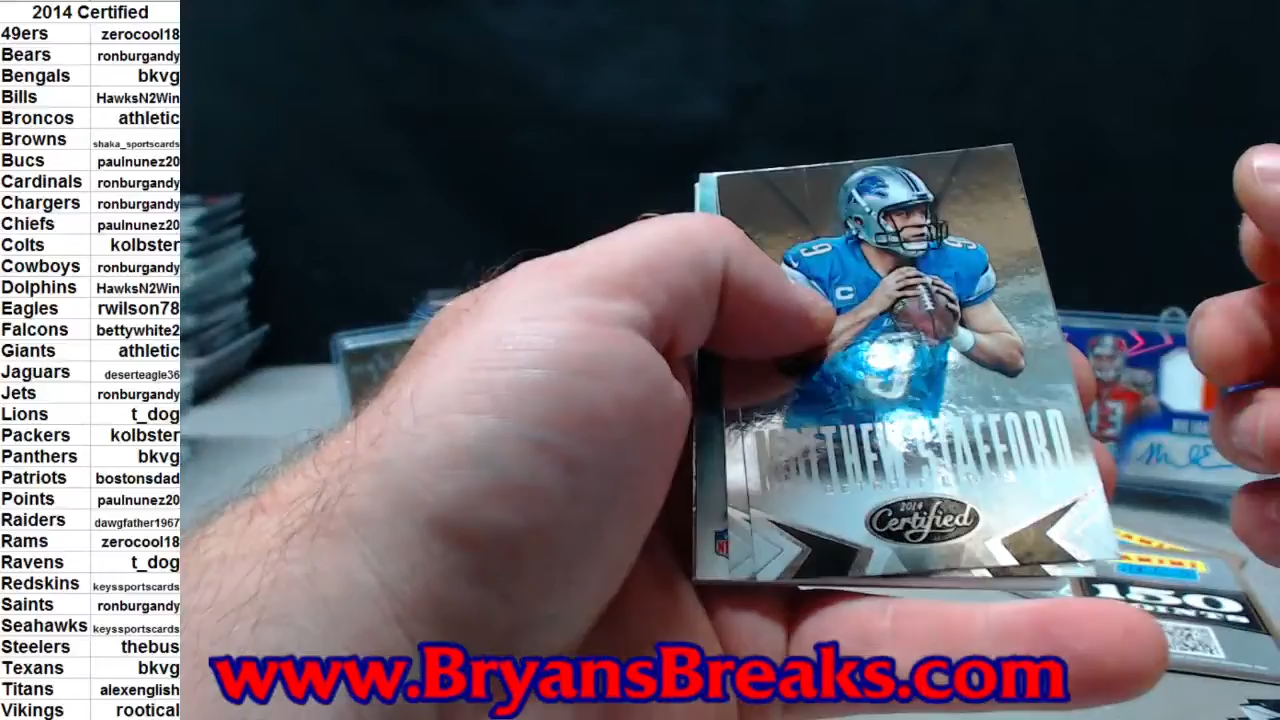 2014 Certified
49ers zerocool18
Bears ronburgandy
Bengals bkvg
Bills HawksN2Win
Broncos athletic
Browns shaka_sportscards
Bucs paulnunez20
Cardinals ronburgandy
Chargers ronburgandy
Chiefs paulnunez20
Colts kolbster
Cowboys ronburgandy
Dolphins HawksN2Win
Eagles rwilson78
Falcons bettywhite2
Giants athletic
Jaguars deserteagle36
Jets ronburgandy
Lions t_dog
Packers kolbster
Panthers bkvg
Patriots bostonsdad
Points paulnunez20
Raiders dawgfather1967
Rams zerocool18
Ravens t_dog
Redskins keyssportscards
Saints ronburgandy
Seahawks keyssportscards
Steelers thebus
Texans bkvg
Titans alexenglish
Vikings rootical
9 9
C
9
MATTHEW STAFFORD
2014
Certified
150
POINTS
www.BryansBreaks.com